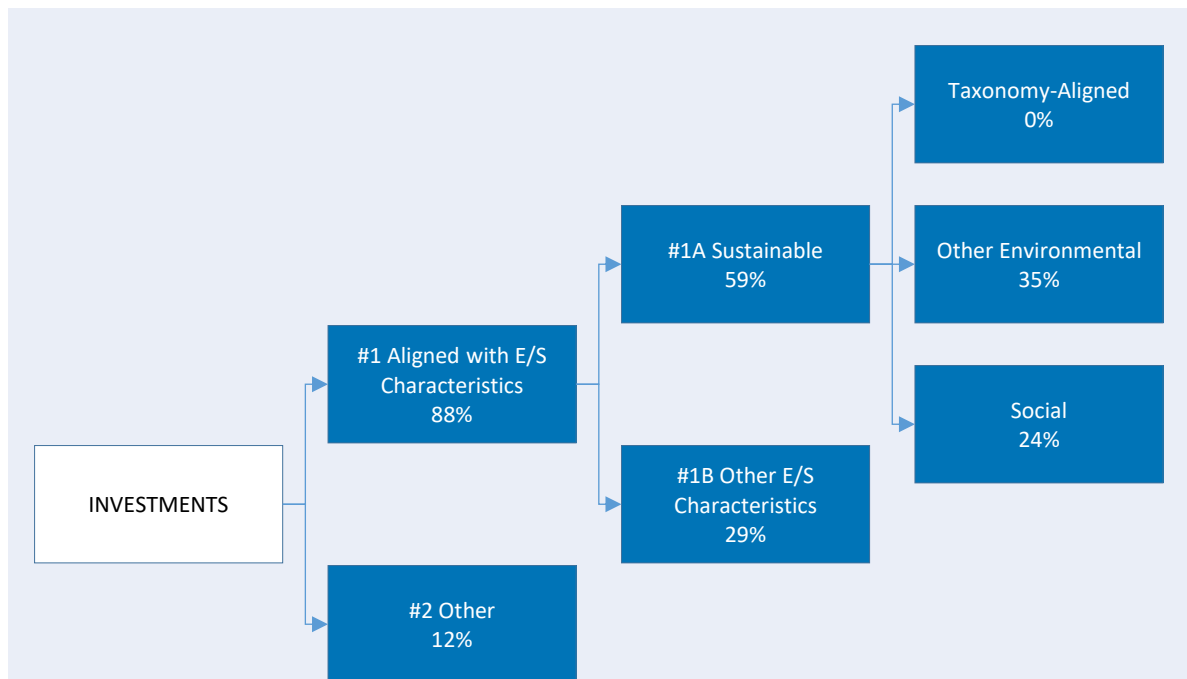 INVESTMENTS
#1 Aligned with E/S
Characteristics
88%
#2 Other
12%
#1A Sustainable
59%
#1B Other E/S
Characteristics
29%
Taxonomy-Aligned
0%
Other Environmental
35%
Social
24%